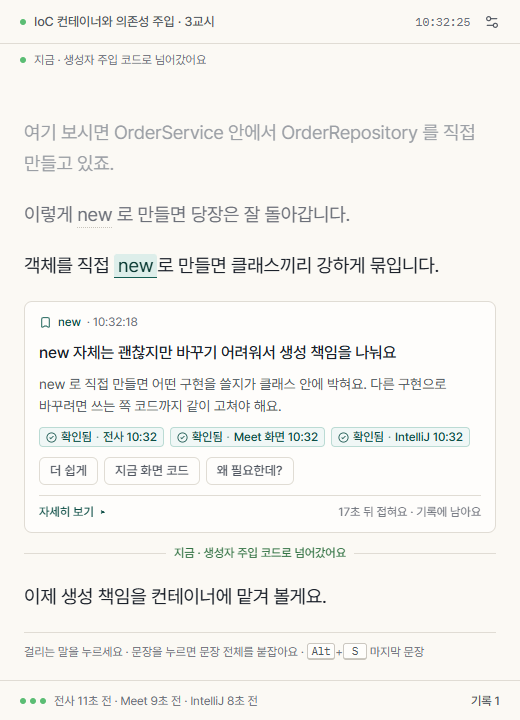 IoC 컨테이너와 의존성 주입 · 3교시 10:32:25
지금 · 생성자 주입 코드로 넘어갔어요
여기 보시면 OrderService 안에서 OrderRepository 를 직접
만들고 있죠.
이렇게 new 로 만들면 당장은 잘 돌아갑니다.
객체를 직접 new 로 만들면 클래스끼리 강하게 묶입니다.
new · 10:32:18
new 자체는 괜찮지만 바꾸기 어려워서 생성 책임을 나눠요
new 로 직접 만들면 어떤 구현을 쓸지가 클래스 안에 박혀요. 다른 구현으로
바꾸려면 쓰는 쪽 코드까지 같이 고쳐야 해요.
확인됨 · 전사 10:32 확인됨 · Meet 화면 10:32 확인됨 · IntelliJ 10:32
더 쉽게 지금 화면 코드 왜 필요한데?
자세히 보기 ▸ 17초 뒤 접혀요 · 기록에 남아요
지금 · 생성자 주입 코드로 넘어갔어요
이제 생성 책임을 컨테이너에 맡겨 볼게요.
걸리는 말을 누르세요 · 문장을 누르면 문장 전체를 붙잡아요 · Alt+S 마지막 문장
전사 11초 전 · Meet 9초 전 · IntelliJ 8초 전 기록 1